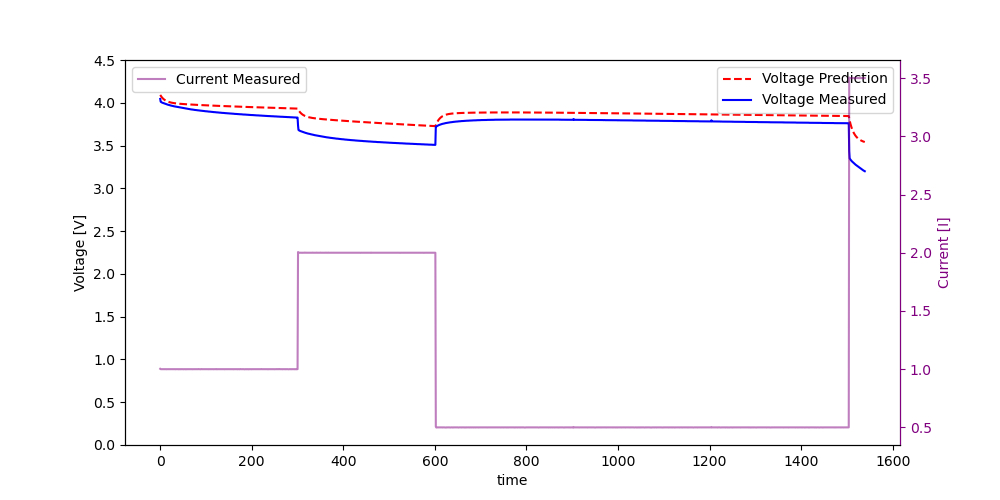 Current Measured
Voltage Prediction
Voltage Measured
4.5
4.0
3.5
3.0
2.5
2.0
1.5
1.0
0.5
0.0
Voltage [V]
3.5
3.0
2.5
2.0
1.5
1.0
0.5
Current [I]
0 200 400 600 800 1000 1200 1400 1600
time